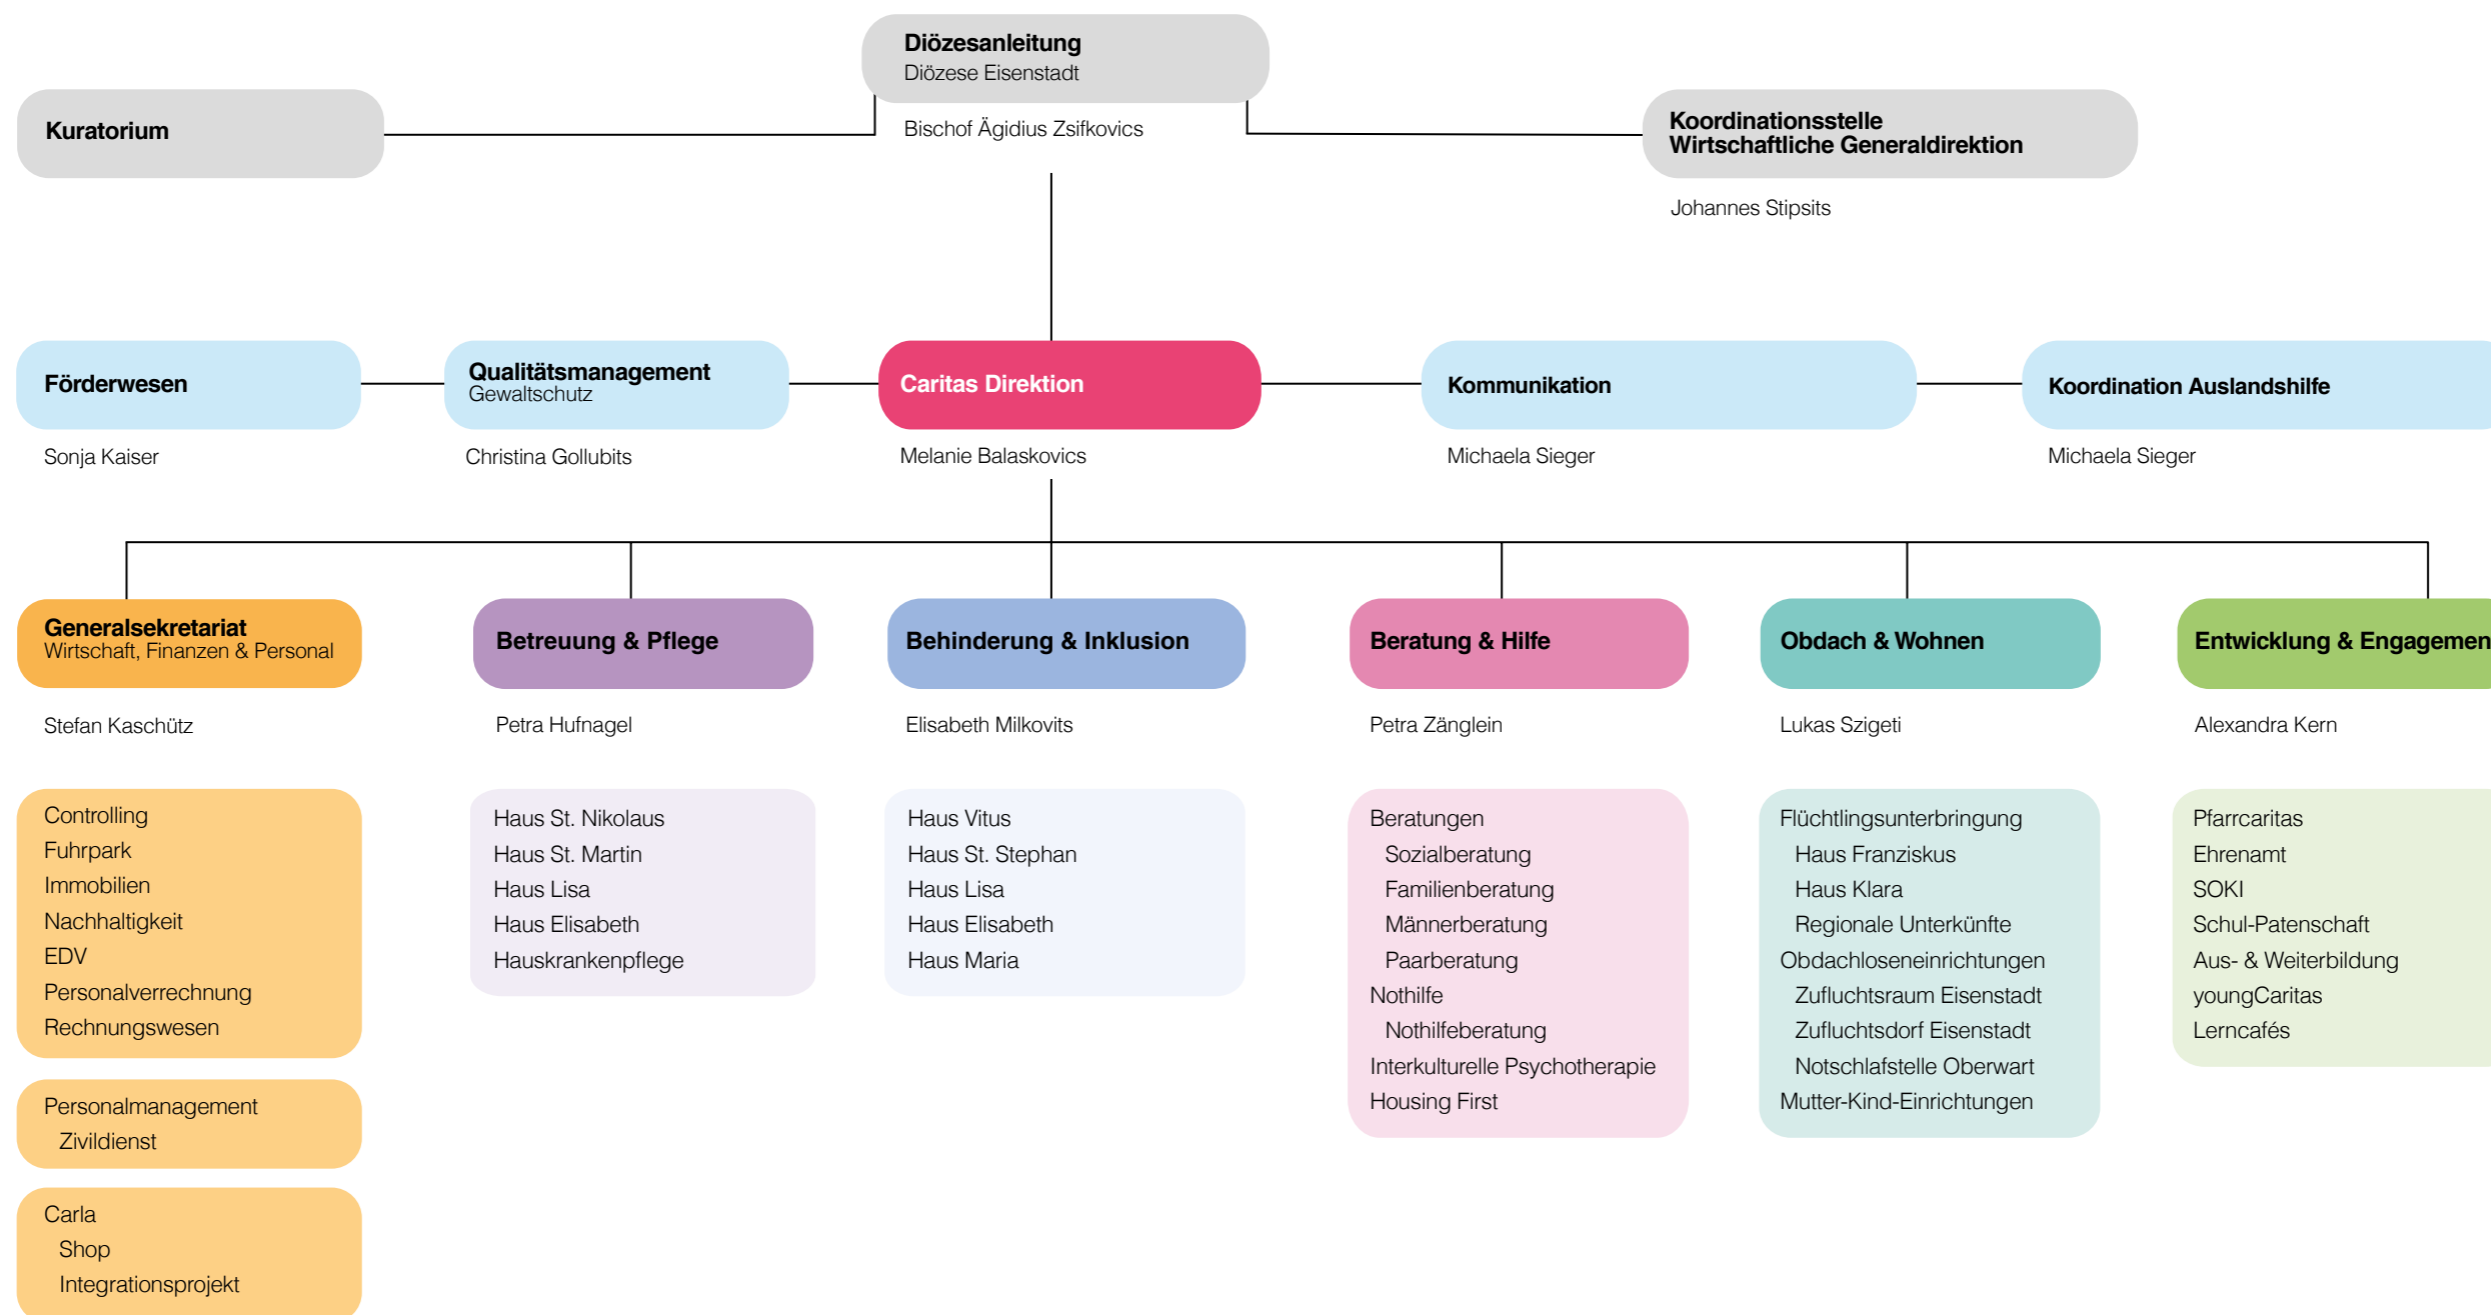 Diözesanleitung
Diözese Eisenstadt
Bischof Ägidius Zsifkovics
Kuratorium
Koordinationsstelle
Wirtschaftliche Generaldirektion
Johannes Stipsits
Förderwesen
Sonja Kaiser
Qualitätsmanagement
Gewaltschutz
Christina Gollubits
Caritas Direktion
Melanie Balaskovics
Kommunikation
Michaela Sieger
Koordination Auslandshilfe
Michaela Sieger
Generalsekretariat
Wirtschaft, Finanzen & Personal
Stefan Kaschütz
Controlling
Fuhrpark
Immobilien
Nachhaltigkeit
EDV
Personalverrechnung
Rechnungswesen
Personalmanagement
Zivildienst
Carla
Shop
Integrationsprojekt
Betreuung & Pflege
Petra Hufnagel
Haus St. Nikolaus
Haus St. Martin
Haus Lisa
Haus Elisabeth
Hauskrankenpflege
Behinderung & Inklusion
Elisabeth Milkovits
Haus Vitus
Haus St. Stephan
Haus Lisa
Haus Elisabeth
Haus Maria
Beratung & Hilfe
Petra Zänglein
Beratungen
Sozialberatung
Familienberatung
Männerberatung
Paarberatung
Nothilfe
Nothilfeberatung
Interkulturelle Psychotherapie
Housing First
Obdach & Wohnen
Lukas Szigeti
Flüchtlingsunterbringung
Haus Franziskus
Haus Klara
Regionale Unterkünfte
Obdachloseneinrichtungen
Zufluchtsraum Eisenstadt
Zufluchtsdorf Eisenstadt
Notschlafstelle Oberwart
Mutter-Kind-Einrichtungen
Entwicklung & Engagemen
Alexandra Kern
Pfarrcaritas
Ehrenamt
SOKI
Schul-Patenschaft
Aus- & Weiterbildung
youngCaritas
Lerncafés